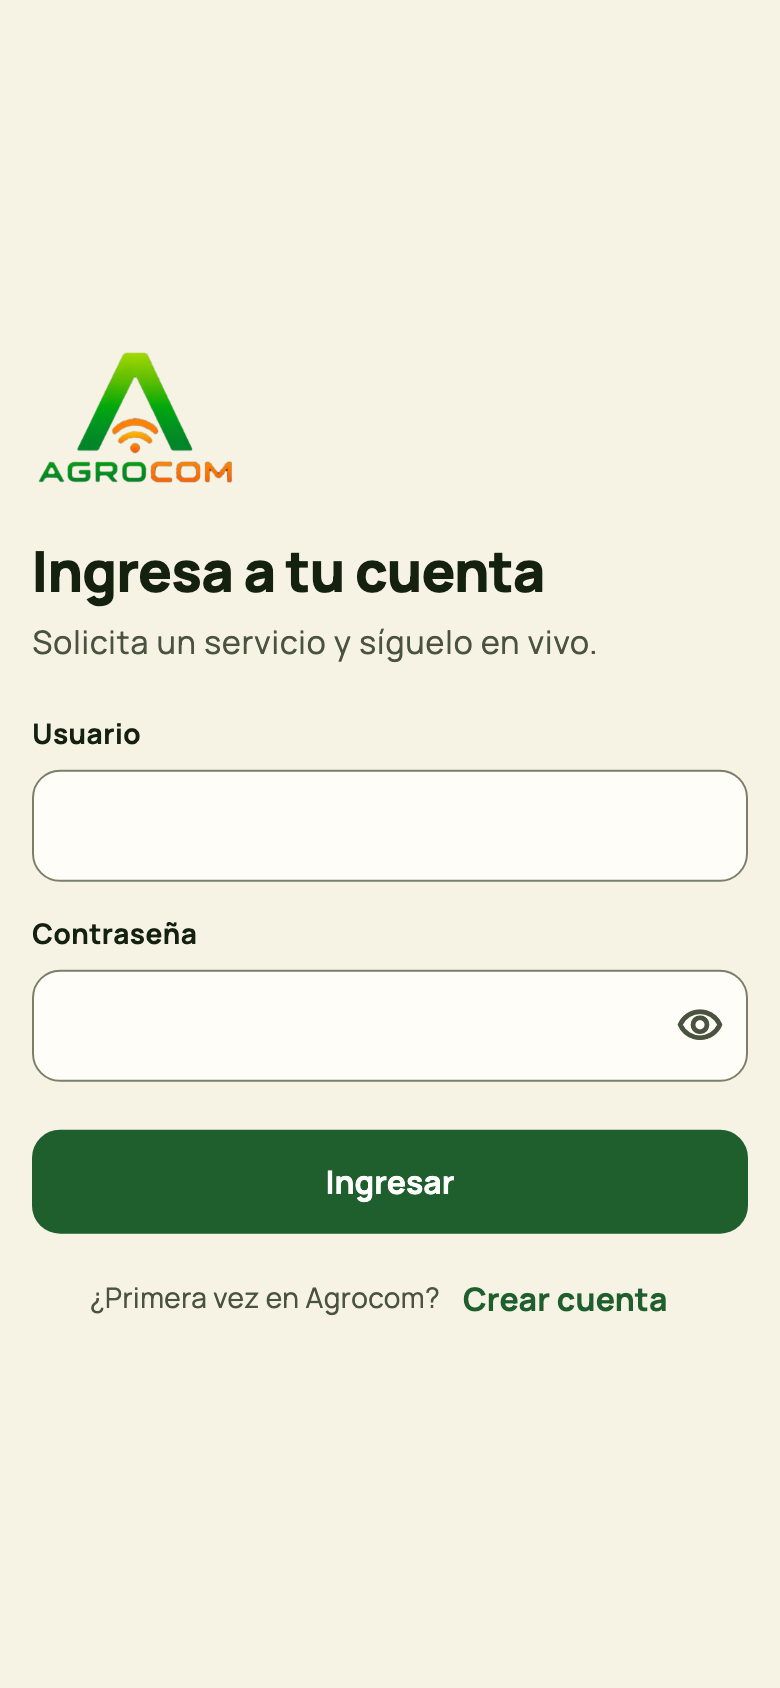 AGROCOM
Ingresa a tu cuenta
Solicita un servicio y síguelo en vivo.
Usuario
Contraseña
Ingresar
¿Primera vez en Agrocom? Crear cuenta